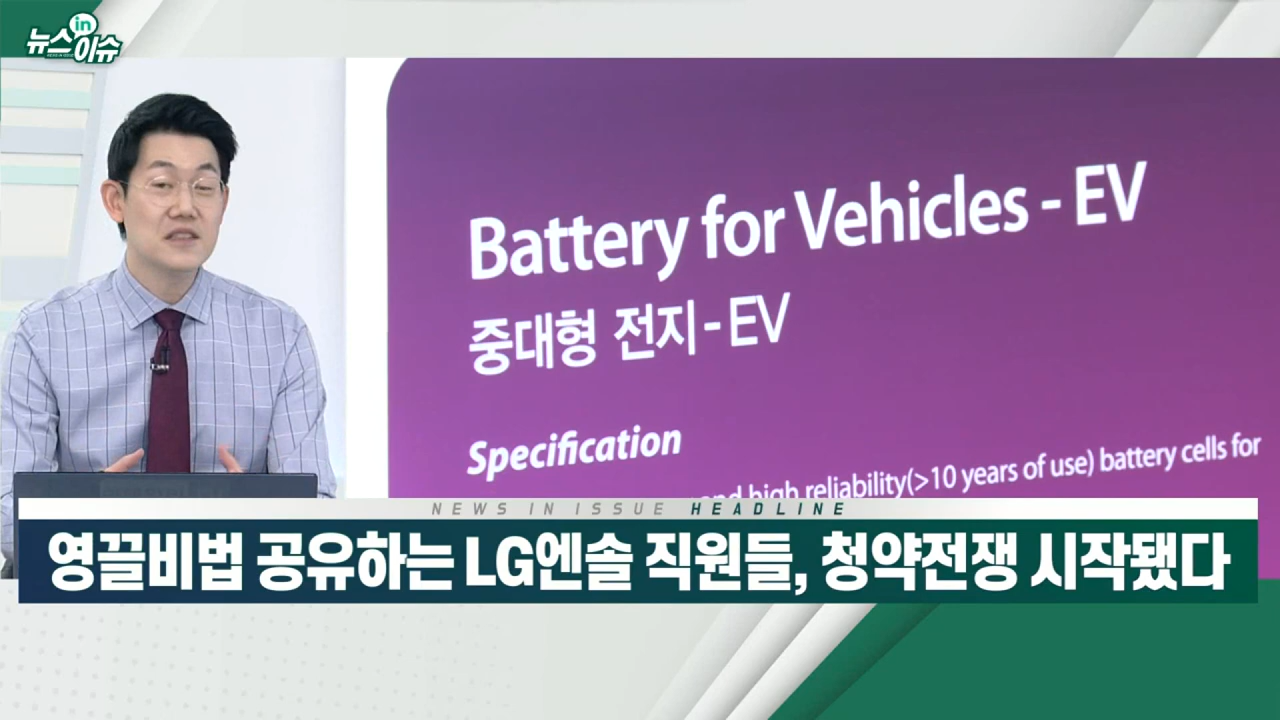 뉴스in이슈
Battery for Vehicles - EV
중대형 전지 - EV
Specification
and high reliability(>10 years of use) battery cells for
NEWS IN ISSUE HEADLINE
영끌비법 공유하는 LG엔솔 직원들, 청약전쟁 시작됐다